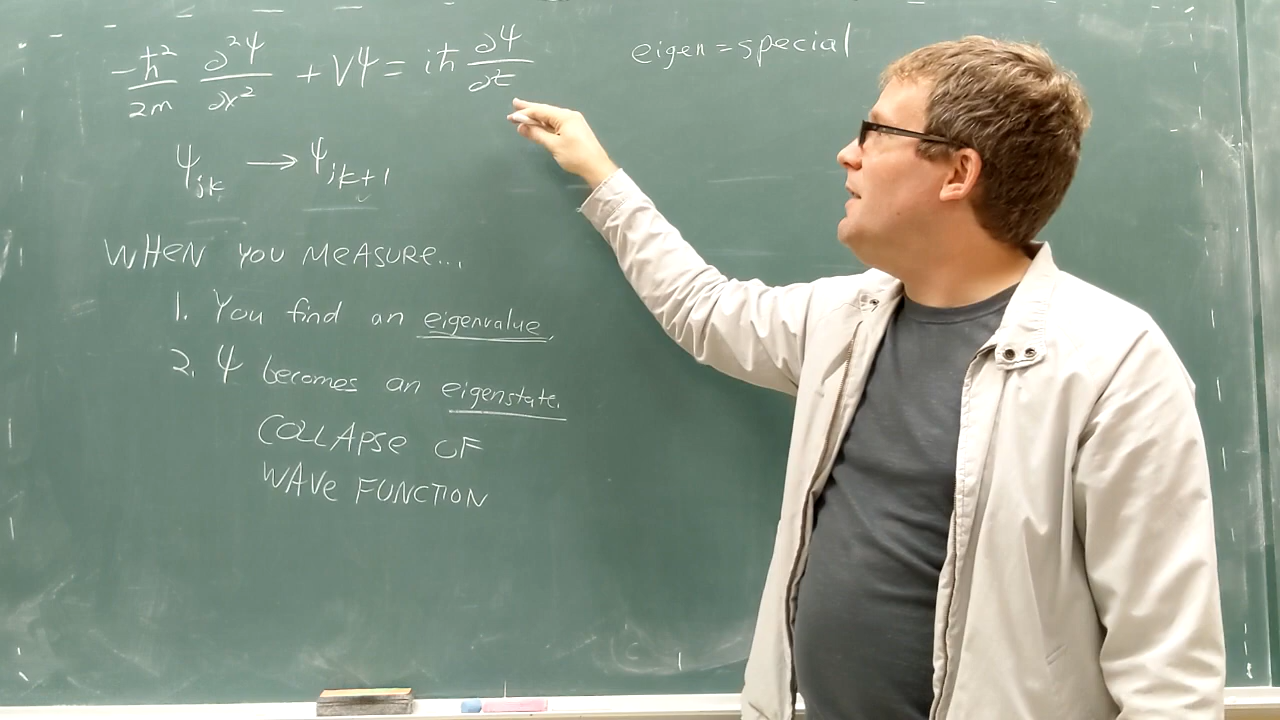 -ħ²/2m ∂²Ψ/∂x² + VΨ = iħ ∂Ψ/∂t
eigen = special
Ψjk → Ψjk+1
WHEN YOU MEASURE...
1. You find an eigenvalue.
2. Ψ becomes an eigenstate.
COLLAPSE OF
WAVE FUNCTION